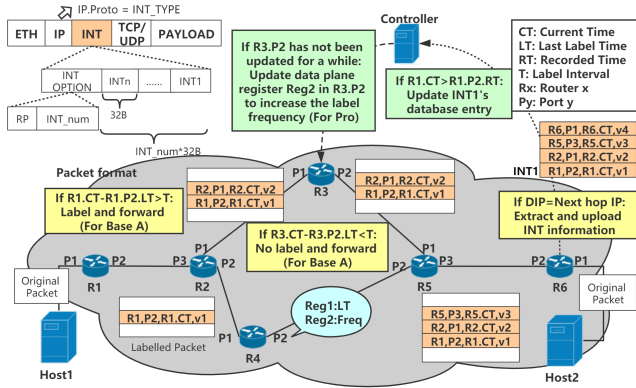 IP.Proto = INT_TYPE
ETH IP INT TCP/UDP PAYLOAD
INT OPTION INTn ...... INT1
32B
RP INT_num
INT_num*32B
Packet format
If R3.P2 has not been
updated for a while:
Update data plane
register Reg2 in R3.P2
to increase the label
frequency (For Pro)
Controller
If R1.CT>R1.P2.RT:
Update INT1's
database entry
CT: Current Time
LT: Last Label Time
RT: Recorded Time
T: Label Interval
Rx: Router x
Py: Port y
R6,P1,R6.CT,v4
R5,P3,R5.CT,v3
R2,P1,R2.CT,v2
INT1 R1,P2,R1.CT,v1
If R1.CT-R1.P2.LT>T:
Label and forward
(For Base A)
R2,P1,R2.CT,v2
R1,P2,R1.CT,v1
P1 P2
R3
R2,P1,R2.CT,v2
R1,P2,R1.CT,v1
If R3.CT-R3.P2.LT<T:
No label and forward
(For Base A)
If DIP=Next hop IP:
Extract and upload
INT information
P1 P2
R1
P1
P3 P2
R2
P1
P2 P3
R5
P2 P1
R6
Original
Packet
Original
Packet
R1,P2,R1.CT,v1
Labelled Packet
Reg1:LT
Reg2:Freq
P1 P2
R4
R5,P3,R5.CT,v3
R2,P1,R2.CT,v2
R1,P2,R1.CT,v1
Host1
Host2